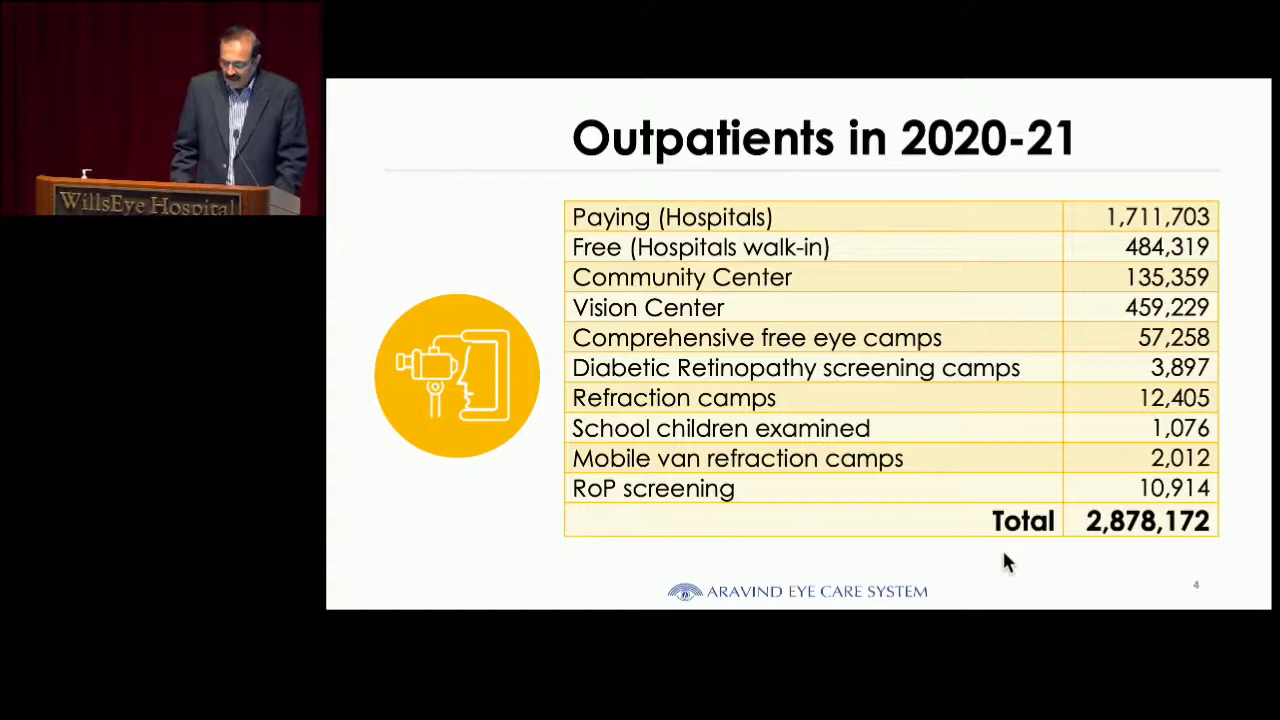 WillsEye Hospital
Outpatients in 2020-21
Paying (Hospitals) 1,711,703
Free (Hospitals walk-in) 484,319
Community Center 135,359
Vision Center 459,229
Comprehensive free eye camps 57,258
Diabetic Retinopathy screening camps 3,897
Refraction camps 12,405
School children examined 1,076
Mobile van refraction camps 2,012
RoP screening 10,914
Total 2,878,172
ARAVIND EYE CARE SYSTEM
4